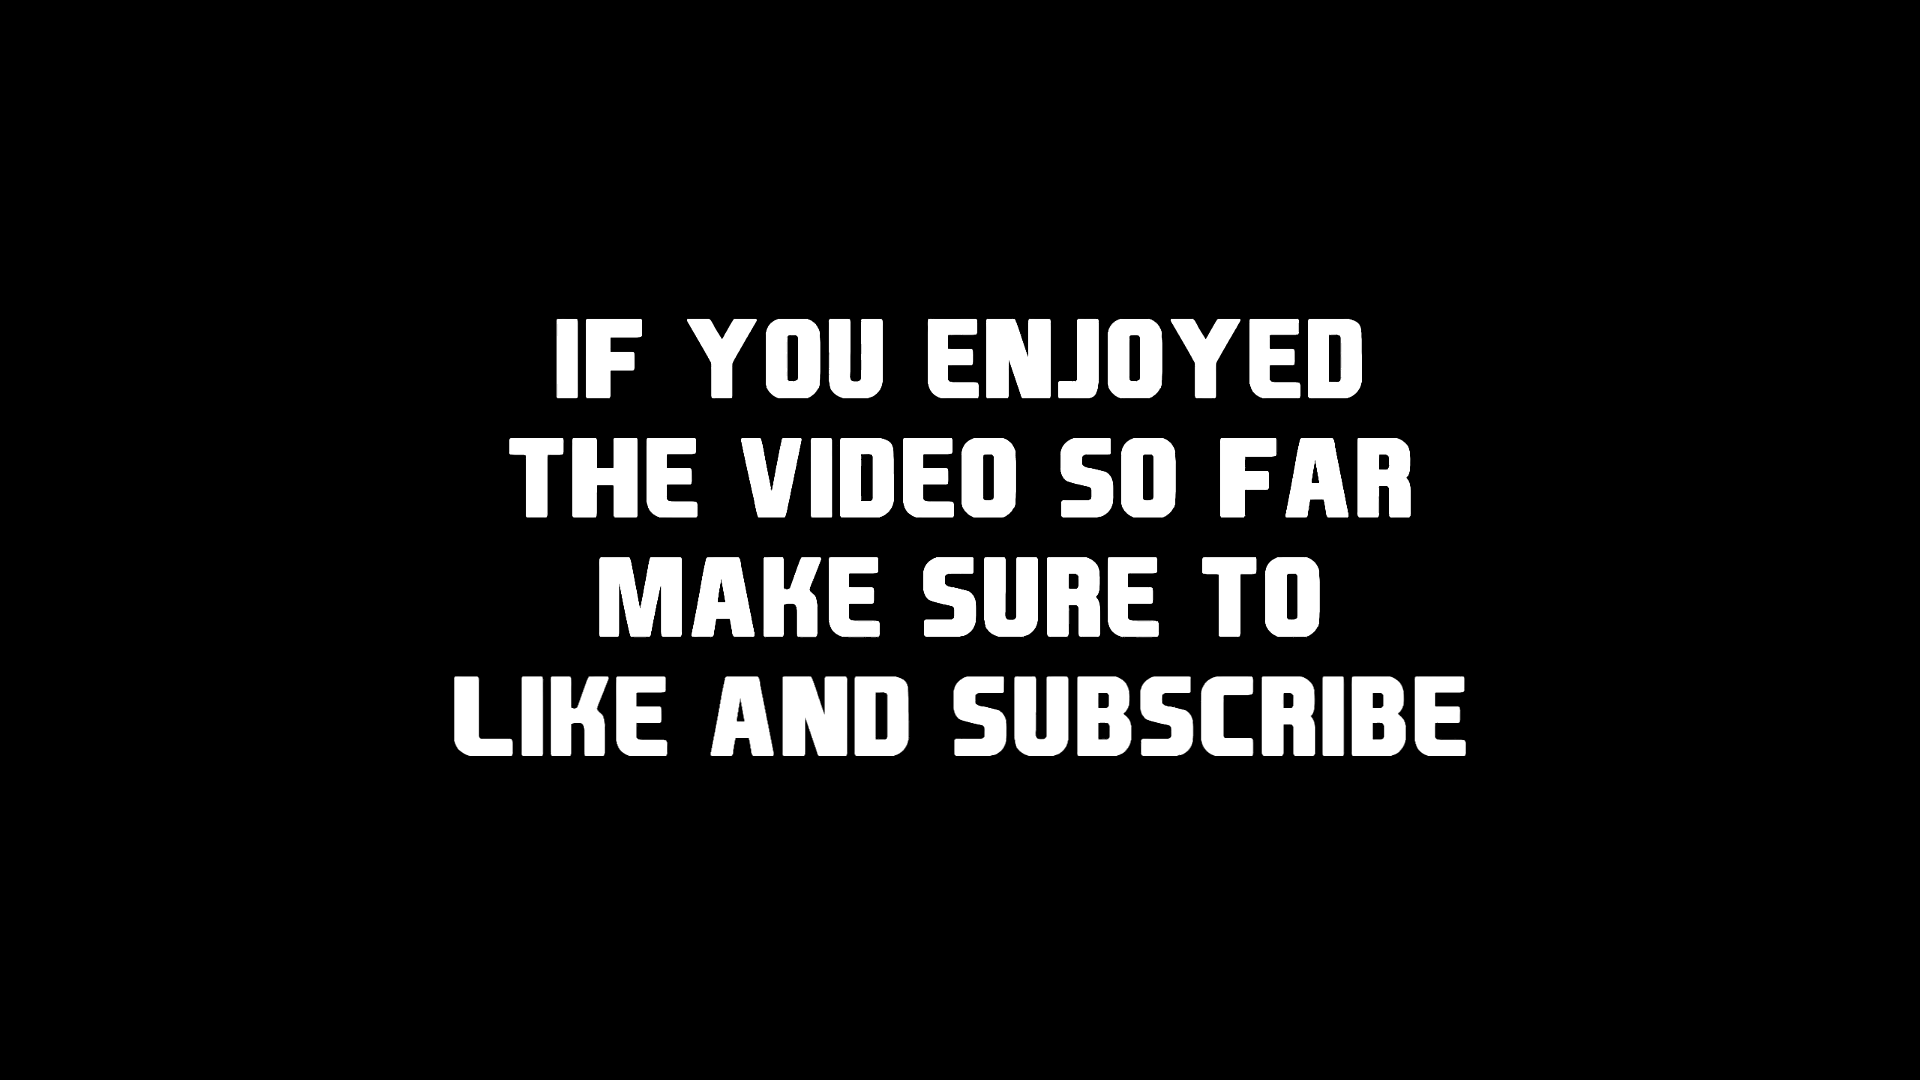 IF YOU ENJOYED
THE VIDEO SO FAR
MAKE SURE TO
LIKE AND SUBSCRIBE